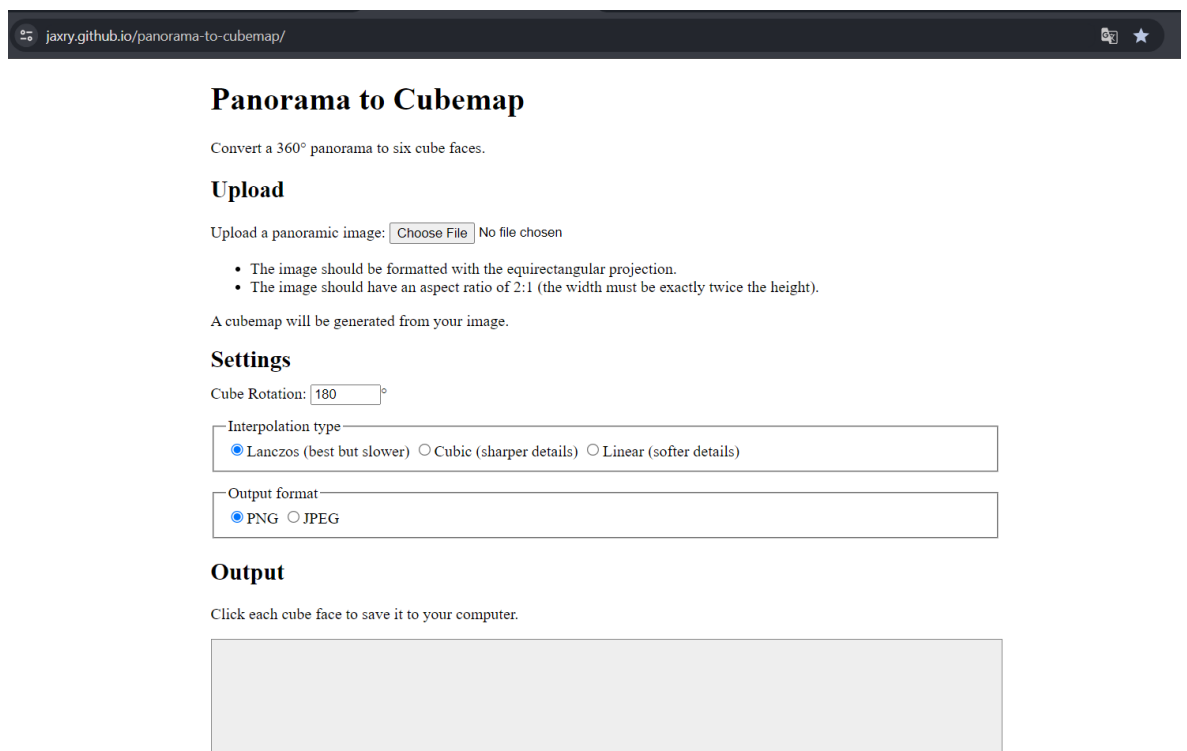 jaxry.github.io/panorama-to-cubemap/
Panorama to Cubemap
Convert a 360° panorama to six cube faces.
Upload
Upload a panoramic image: Choose File No file chosen
• The image should be formatted with the equirectangular projection.
• The image should have an aspect ratio of 2:1 (the width must be exactly twice the height).
A cubemap will be generated from your image.
Settings
Cube Rotation: 180°
Interpolation type
Lanczos (best but slower) Cubic (sharper details) Linear (softer details)
Output format
PNG JPEG
Output
Click each cube face to save it to your computer.